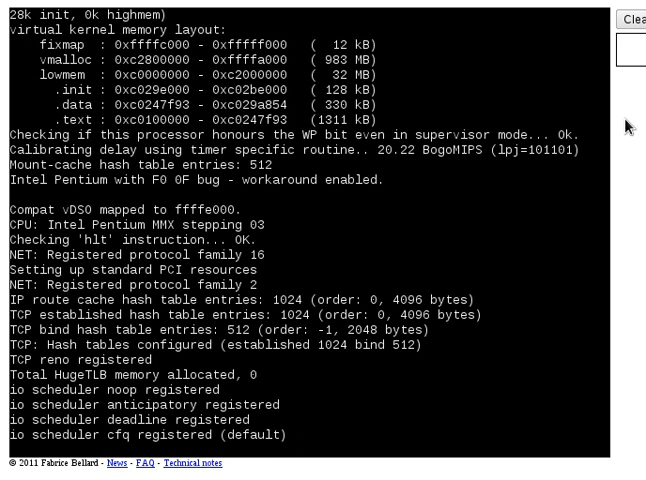 28k init, 0k highmem)
virtual kernel memory layout:
    fixmap  : 0xffffc000 - 0xfffff000   (  12 kB)
    vmalloc : 0xc2800000 - 0xffffa000   ( 983 MB)
    lowmem  : 0xc0000000 - 0xc2000000   (  32 MB)
      .init : 0xc029e000 - 0xc02be000   ( 128 kB)
      .data : 0xc0247f93 - 0xc029a854   ( 330 kB)
      .text : 0xc0100000 - 0xc0247f93   (1311 kB)
Checking if this processor honours the WP bit even in supervisor mode... Ok.
Calibrating delay using timer specific routine.. 20.22 BogoMIPS (lpj=101101)
Mount-cache hash table entries: 512
Intel Pentium with F0 0F bug - workaround enabled.
Compat vDSO mapped to ffffe000.
CPU: Intel Pentium MMX stepping 03
Checking 'hlt' instruction... OK.
NET: Registered protocol family 16
Setting up standard PCI resources
NET: Registered protocol family 2
IP route cache hash table entries: 1024 (order: 0, 4096 bytes)
TCP established hash table entries: 1024 (order: 0, 4096 bytes)
TCP bind hash table entries: 512 (order: -1, 2048 bytes)
TCP: Hash tables configured (established 1024 bind 512)
TCP reno registered
Total HugeTLB memory allocated, 0
io scheduler noop registered
io scheduler anticipatory registered
io scheduler deadline registered
io scheduler cfq registered (default)
© 2011 Fabrice Bellard - News - FAQ - Technical notes
Clea